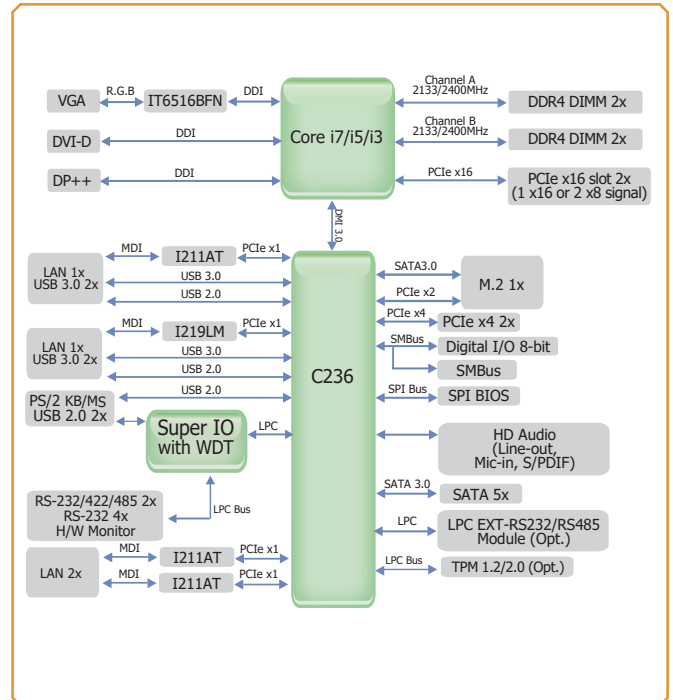 VGA
R.G.B
IT6516BFN
DDI
DVI-D
DDI
DP++
DDI
Core i7/i5/i3
Channel A
2133/2400MHz
DDR4 DIMM 2x
Channel B
2133/2400MHz
DDR4 DIMM 2x
PCIe x16
PCIe x16 slot 2x
(1 x16 or 2 x8 signal)
DMI 3.0
LAN 1x
USB 3.0 2x
MDI
I211AT
PCIe x1
USB 3.0
USB 2.0
LAN 1x
USB 3.0 2x
MDI
I219LM
PCIe x1
USB 3.0
USB 2.0
PS/2 KB/MS
USB 2.0 2x
USB 2.0
Super IO
with WDT
LPC
RS-232/422/485 2x
RS-232 4x
H/W Monitor
LPC Bus
LAN 2x
MDI
I211AT
PCIe x1
MDI
I211AT
PCIe x1
C236
SATA3.0
PCIe x2
M.2 1x
PCIe x4
PCIe x4 2x
SMBus
Digital I/O 8-bit
SMBus
SPI Bus
SPI BIOS
HD Audio
(Line-out,
Mic-in, S/PDIF)
SATA 3.0
SATA 5x
LPC
LPC EXT-RS232/RS485
Module (Opt.)
LPC Bus
TPM 1.2/2.0 (Opt.)